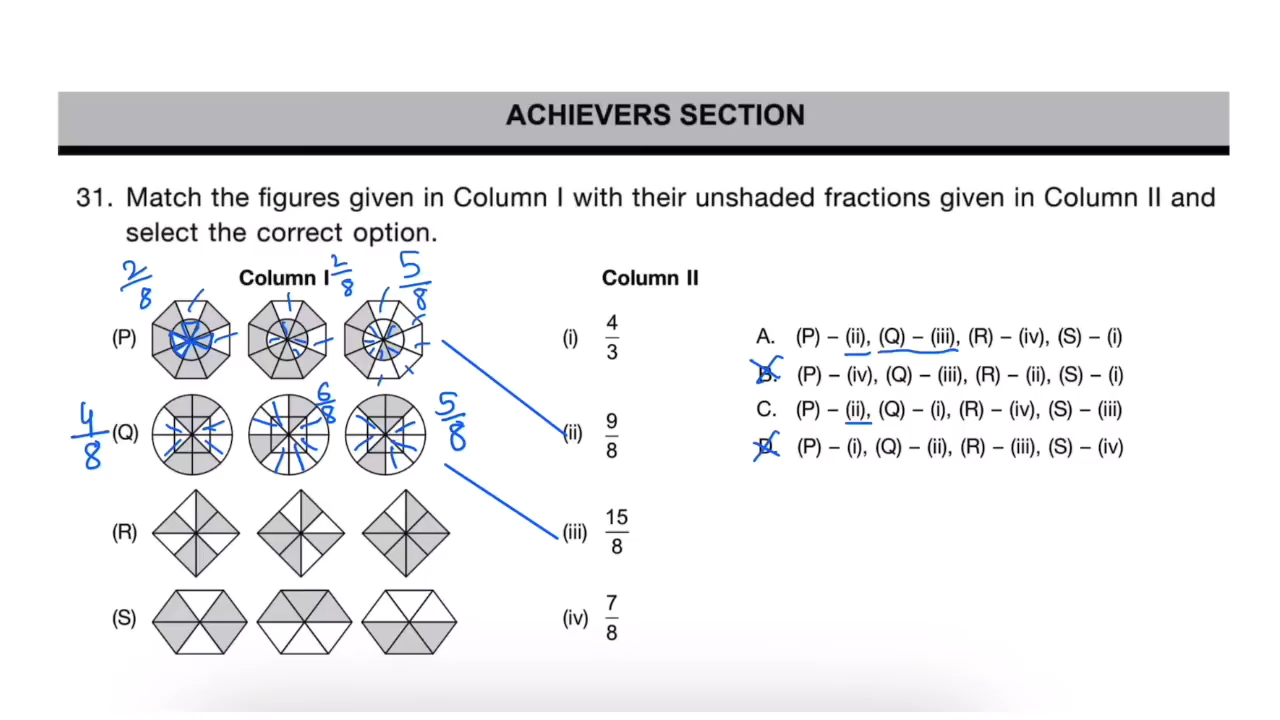 ACHIEVERS SECTION
31. Match the figures given in Column I with their unshaded fractions given in Column II and
select the correct option.
2/8 Column I 2/8 5/8 Column II
(P) (i) 4/3
A. (P) – (ii), (Q) – (iii), (R) – (iv), (S) – (i)
B. (P) – (iv), (Q) – (iii), (R) – (ii), (S) – (i)
4/8 (Q) 6/8 5/8 (ii) 9/8
C. (P) – (ii), (Q) – (i), (R) – (iv), (S) – (iii)
D. (P) – (i), (Q) – (ii), (R) – (iii), (S) – (iv)
(R) (iii) 15/8
(S) (iv) 7/8